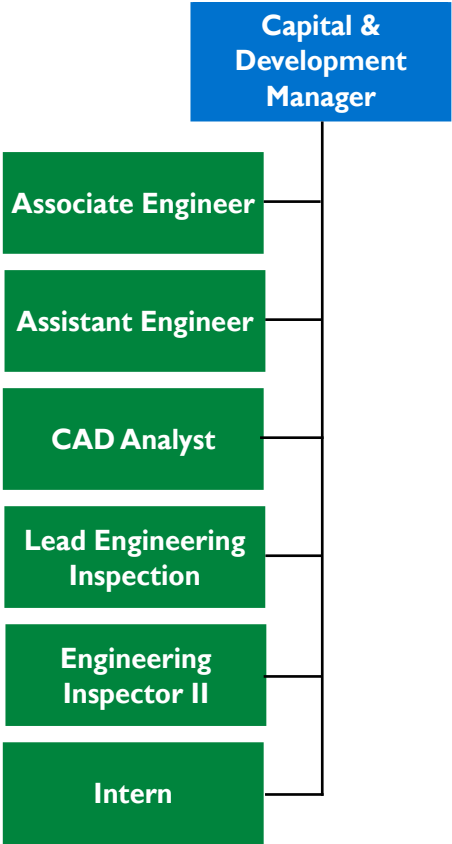 Capital &
Development
Manager
Associate Engineer
Assistant Engineer
CAD Analyst
Lead Engineering
Inspection
Engineering
Inspector II
Intern